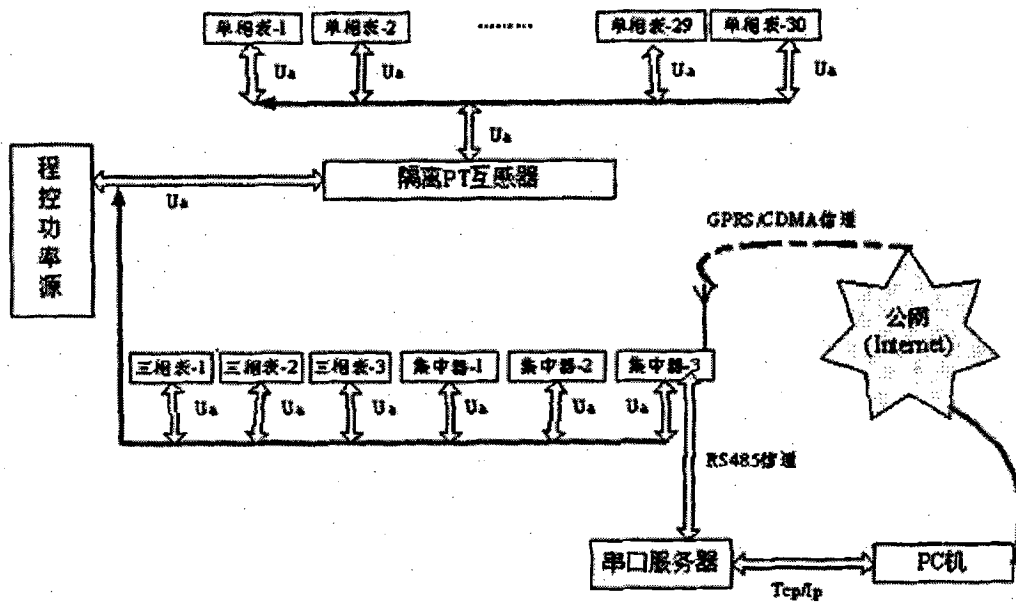 单相表-1 单相表-2 ......... 单相表-29 单相表-30
Ua Ua Ua Ua
Ua
程控功率源
隔离PT互感器
Ua
GPRS/CDMA信道
公网
(Internet)
三相表-1 三相表-2 三相表-3 集中器-1 集中器-2 集中器-3
Ua Ua Ua Ua Ua Ua
RS485信道
串口服务器
PC机
Tcp/Ip